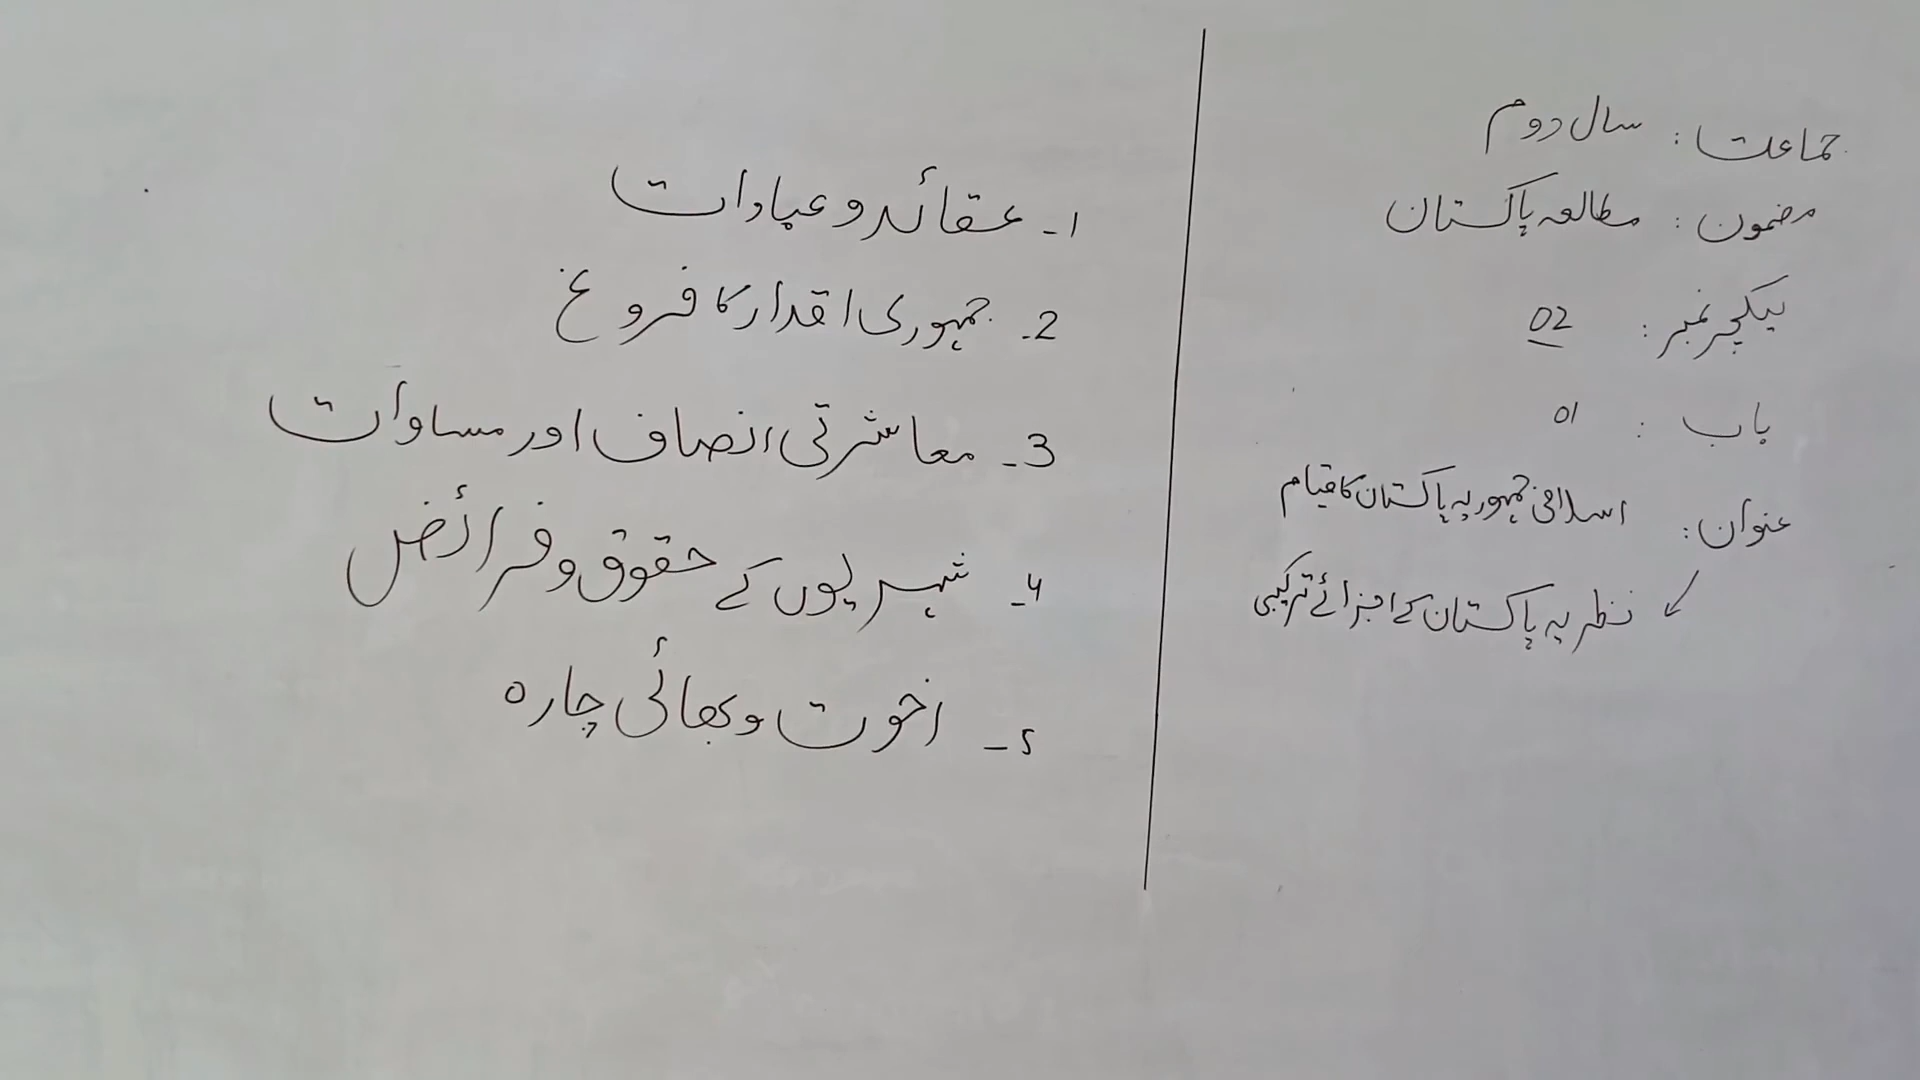 جماعت : سال دوم
مضمون : مطالعہ پاکستان
لیکچر نمبر : 02
باب : 01
عنوان : اسلامی جمہوریہ پاکستان کا قیام
نظریہ پاکستان کے اجزائے ترکیبی
1- عقائد و عبادات
2- جمہوری اقدار کا فروغ
3- معاشرتی انصاف اور مساوات
4- شہریوں کے حقوق و فرائض
5- اخوت و بھائی چارہ